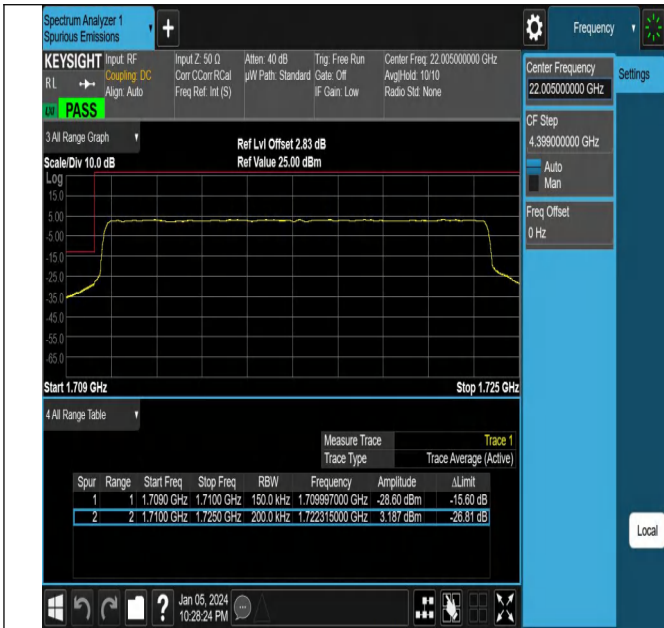 Spectrum Analyzer 1
Spurious Emissions
+
Frequency
KEYSIGHT Input: RF Input Z: 50 Ω Atten: 40 dB Trig: Free Run Center Freq: 22.005000000 GHz
RL Coupling: DC Corr CCorr RCal µW Path: Standard Gate: Off Avg|Hold: 10/10
Align: Auto Freq Ref: Int (S) IF Gain: Low Radio Std: None
PASS
Center Frequency
22.005000000 GHz
Settings
CF Step
4.399000000 GHz
Auto
Man
Freq Offset
0 Hz
3 All Range Graph
Ref Lvl Offset 2.83 dB
Scale/Div 10.0 dB Ref Value 25.00 dBm
Log
15.0
5.00
-5.00
-15.0
-25.0
-35.0
-45.0
-55.0
-65.0
Start 1.709 GHz Stop 1.725 GHz
4 All Range Table
Measure Trace Trace 1
Trace Type Trace Average (Active)
Spur Range Start Freq Stop Freq RBW Frequency Amplitude ΔLimit
1 1 1.7090 GHz 1.7100 GHz 150.0 kHz 1.709997000 GHz -28.60 dBm -15.60 dB
2 2 1.7100 GHz 1.7250 GHz 200.0 kHz 1.722315000 GHz 3.187 dBm -26.81 dB
Local
? Jan 05, 2024
10:28:24 PM